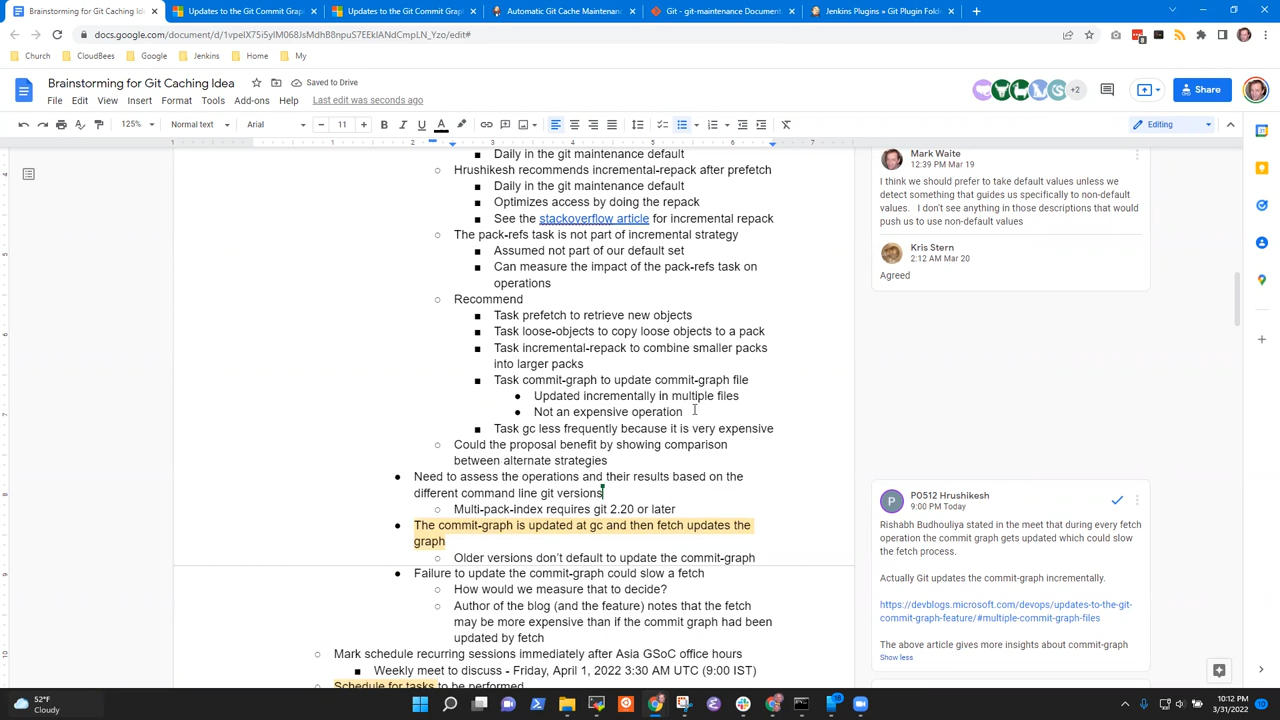 Brainstorming for Git Caching Ide
Updates to the Git Commit Grap
Updates to the Git Commit Grap
Automatic Git Cache Maintenanc
Git - git-maintenance Document
Jenkins Plugins » Git Plugin Fold
docs.google.com/document/d/1vpeIX75i5yIM068JsMdhB8npuS7EEkIANdCmpLN_Yzo/edit#
Church
CloudBees
Google
Jenkins
Home
My
Brainstorming for Git Caching Idea
Saved to Drive
File Edit View Insert Format Tools Add-ons Help Last edit was seconds ago
+2
Share
125% Normal text Arial 11 Editing
Daily in the git maintenance default
Hrushikesh recommends incremental-repack after prefetch
Daily in the git maintenance default
Optimizes access by doing the repack
See the stackoverflow article for incremental repack
The pack-refs task is not part of incremental strategy
Assumed not part of our default set
Can measure the impact of the pack-refs task on
operations
Recommend
Task prefetch to retrieve new objects
Task loose-objects to copy loose objects to a pack
Task incremental-repack to combine smaller packs
into larger packs
Task commit-graph to update commit-graph file
Updated incrementally in multiple files
Not an expensive operation
Task gc less frequently because it is very expensive
Could the proposal benefit by showing comparison
between alternate strategies
Need to assess the operations and their results based on the
different command line git versions
Multi-pack-index requires git 2.20 or later
The commit-graph is updated at gc and then fetch updates the
graph
Older versions don't default to update the commit-graph
Failure to update the commit-graph could slow a fetch
How would we measure that to decide?
Author of the blog (and the feature) notes that the fetch
may be more expensive than if the commit graph had been
updated by fetch
Mark schedule recurring sessions immediately after Asia GSoC office hours
Weekly meet to discuss - Friday, April 1, 2022 3:30 AM UTC (9:00 IST)
Schedule for tasks to be performed
Mark Waite
12:39 PM Mar 19
I think we should prefer to take default values unless we
detect something that guides us specifically to non-default
values. I don't see anything in those descriptions that would
push us to use non-default values
Kris Stern
2:12 AM Mar 20
Agreed
P0512 Hrushikesh
9:00 PM Today
Rishabh Budhouliya stated in the meet that during every fetch
operation the commit graph gets updated which could slow
the fetch process.
Actually Git updates the commit-graph incrementally.
https://devblogs.microsoft.com/devops/updates-to-the-git-
commit-graph-feature/#multiple-commit-graph-files
The above article gives more insights about commit-graph
Show less
52°F
Cloudy
10:12 PM
3/31/2022